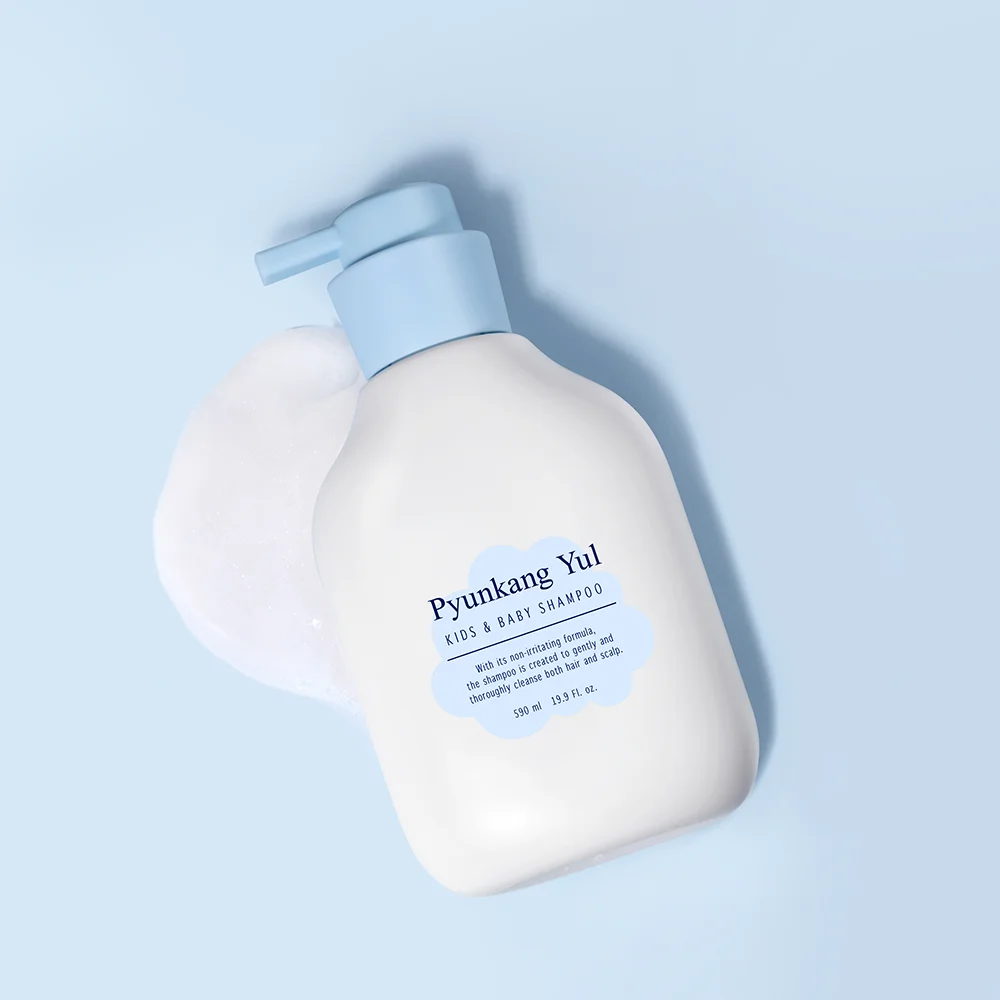 Pyunkang Yul
KIDS & BABY SHAMPOO
With its non-irritating formula,
the shampoo is created to gently and
thoroughly cleanse both hair and scalp.
590 ml 19.9 Fl. oz.